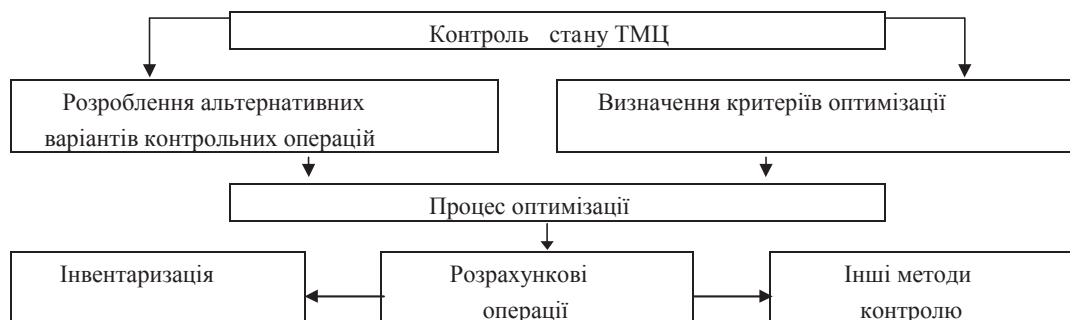 Контроль стану ТМЦ
Розроблення альтернативних
варіантів контрольних операцій
Визначення критеріїв оптимізації
Процес оптимізації
Інвентаризація
Розрахункові
операції
Інші методи
контролю